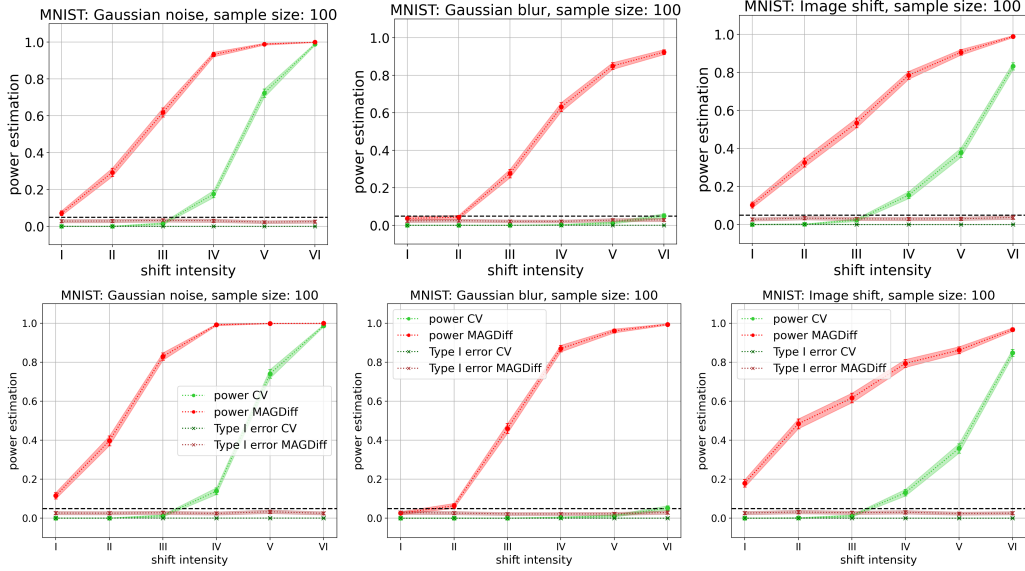 MNIST: Gaussian noise, sample size: 100
power estimation
1.0
0.8
0.6
0.4
0.2
0.0
I II III IV V VI
shift intensity
MNIST: Gaussian blur, sample size: 100
power estimation
1.0
0.8
0.6
0.4
0.2
0.0
I II III IV V VI
shift intensity
MNIST: Image shift, sample size: 100
power estimation
1.0
0.8
0.6
0.4
0.2
0.0
I II III IV V VI
shift intensity
MNIST: Gaussian noise, sample size: 100
power estimation
1.0
0.8
0.6
0.4
0.2
0.0
power CV
power MAGDiff
Type I error CV
Type I error MAGDiff
I II III IV V VI
shift intensity
MNIST: Gaussian blur, sample size: 100
power estimation
1.0
0.8
0.6
0.4
0.2
0.0
power CV
power MAGDiff
Type I error CV
Type I error MAGDiff
I II III IV V VI
shift intensity
MNIST: Image shift, sample size: 100
power estimation
1.0
0.8
0.6
0.4
0.2
0.0
power CV
power MAGDiff
Type I error CV
Type I error MAGDiff
I II III IV V VI
shift intensity